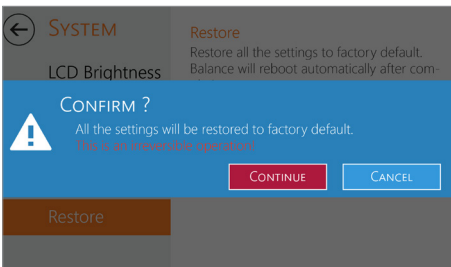 SYSTEM
Restore
Restore all the settings to factory default.
LCD Brightness
Balance will reboot automatically after com-
CONFIRM ?
All the settings will be restored to factory default.
This is an irreversible operation
CONTINUE
CANCEL
Restore